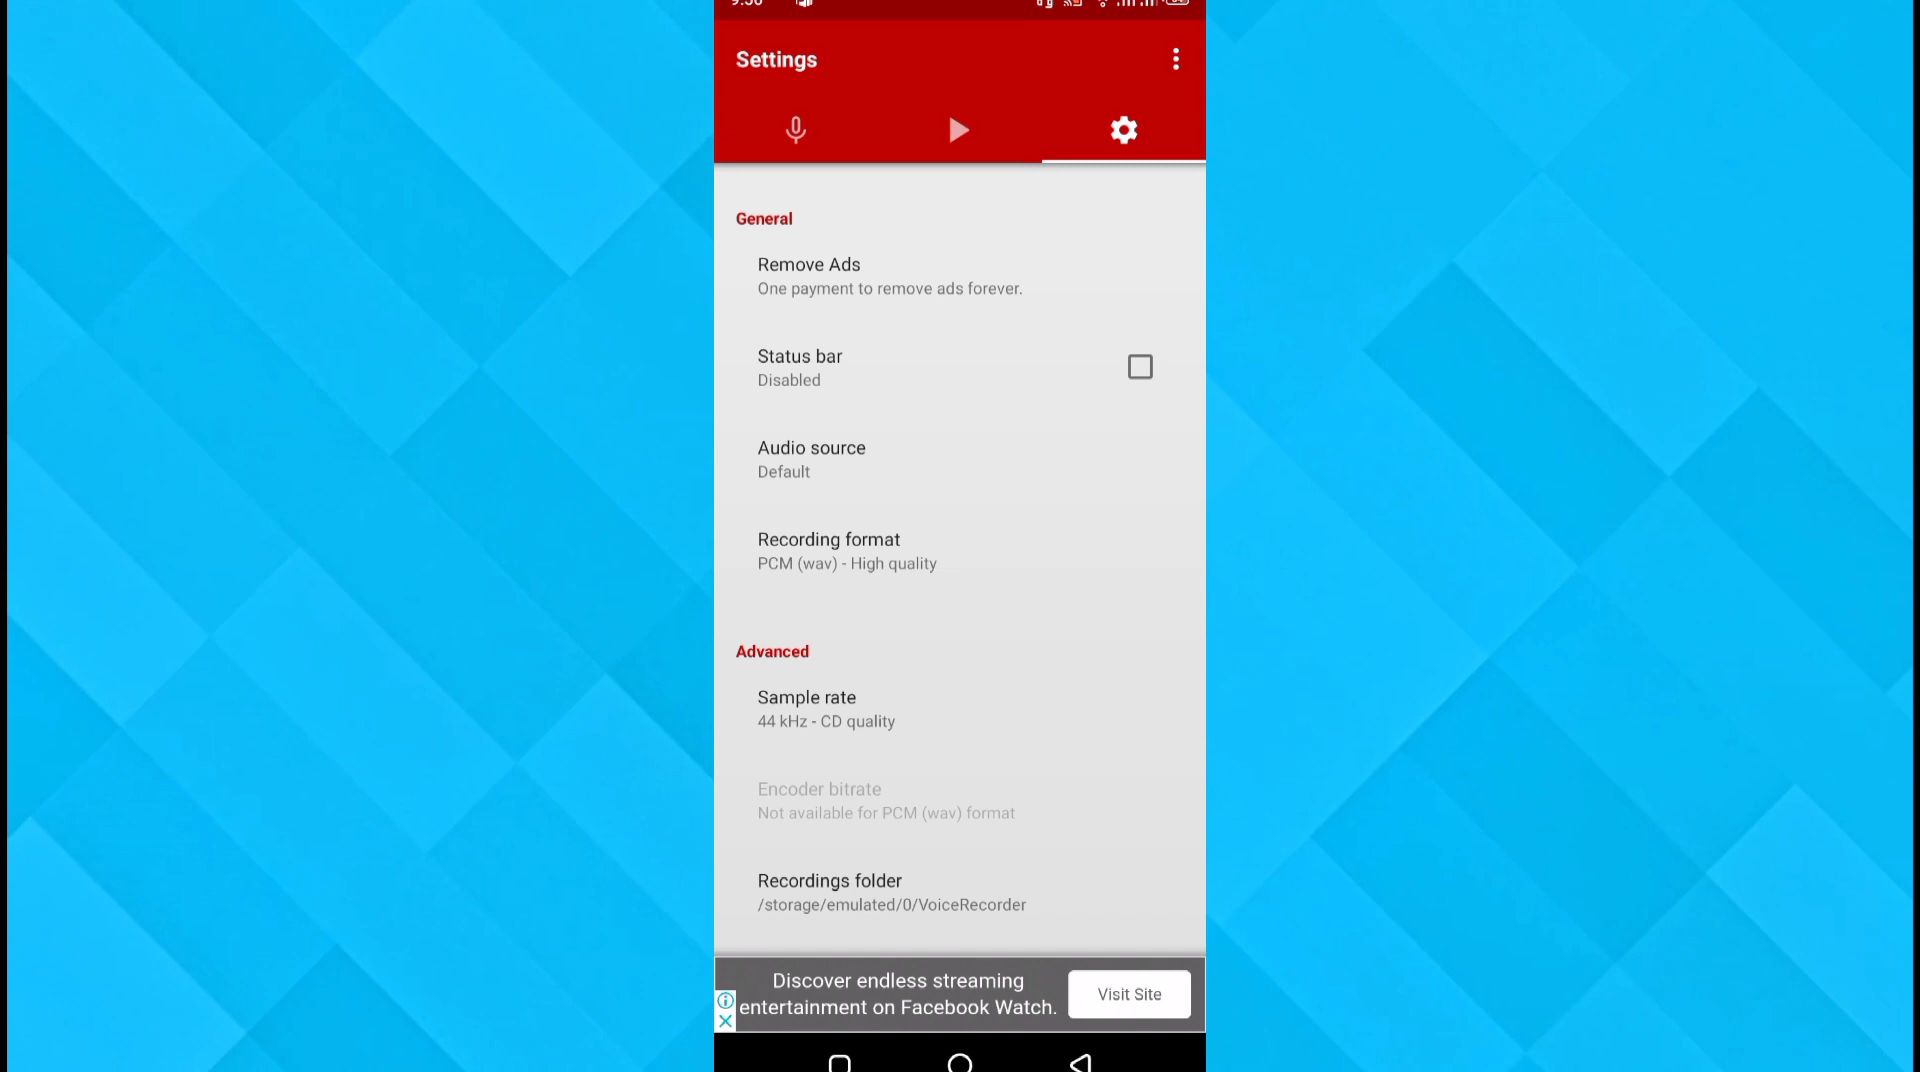 Settings
General
Remove Ads
One payment to remove ads forever.
Status bar
Disabled
Audio source
Default
Recording format
PCM (wav) - High quality
Advanced
Sample rate
44 kHz - CD quality
Encoder bitrate
Not available for PCM (wav) format
Recordings folder
/storage/emulated/0/VoiceRecorder
Discover endless streaming
entertainment on Facebook Watch.
Visit Site